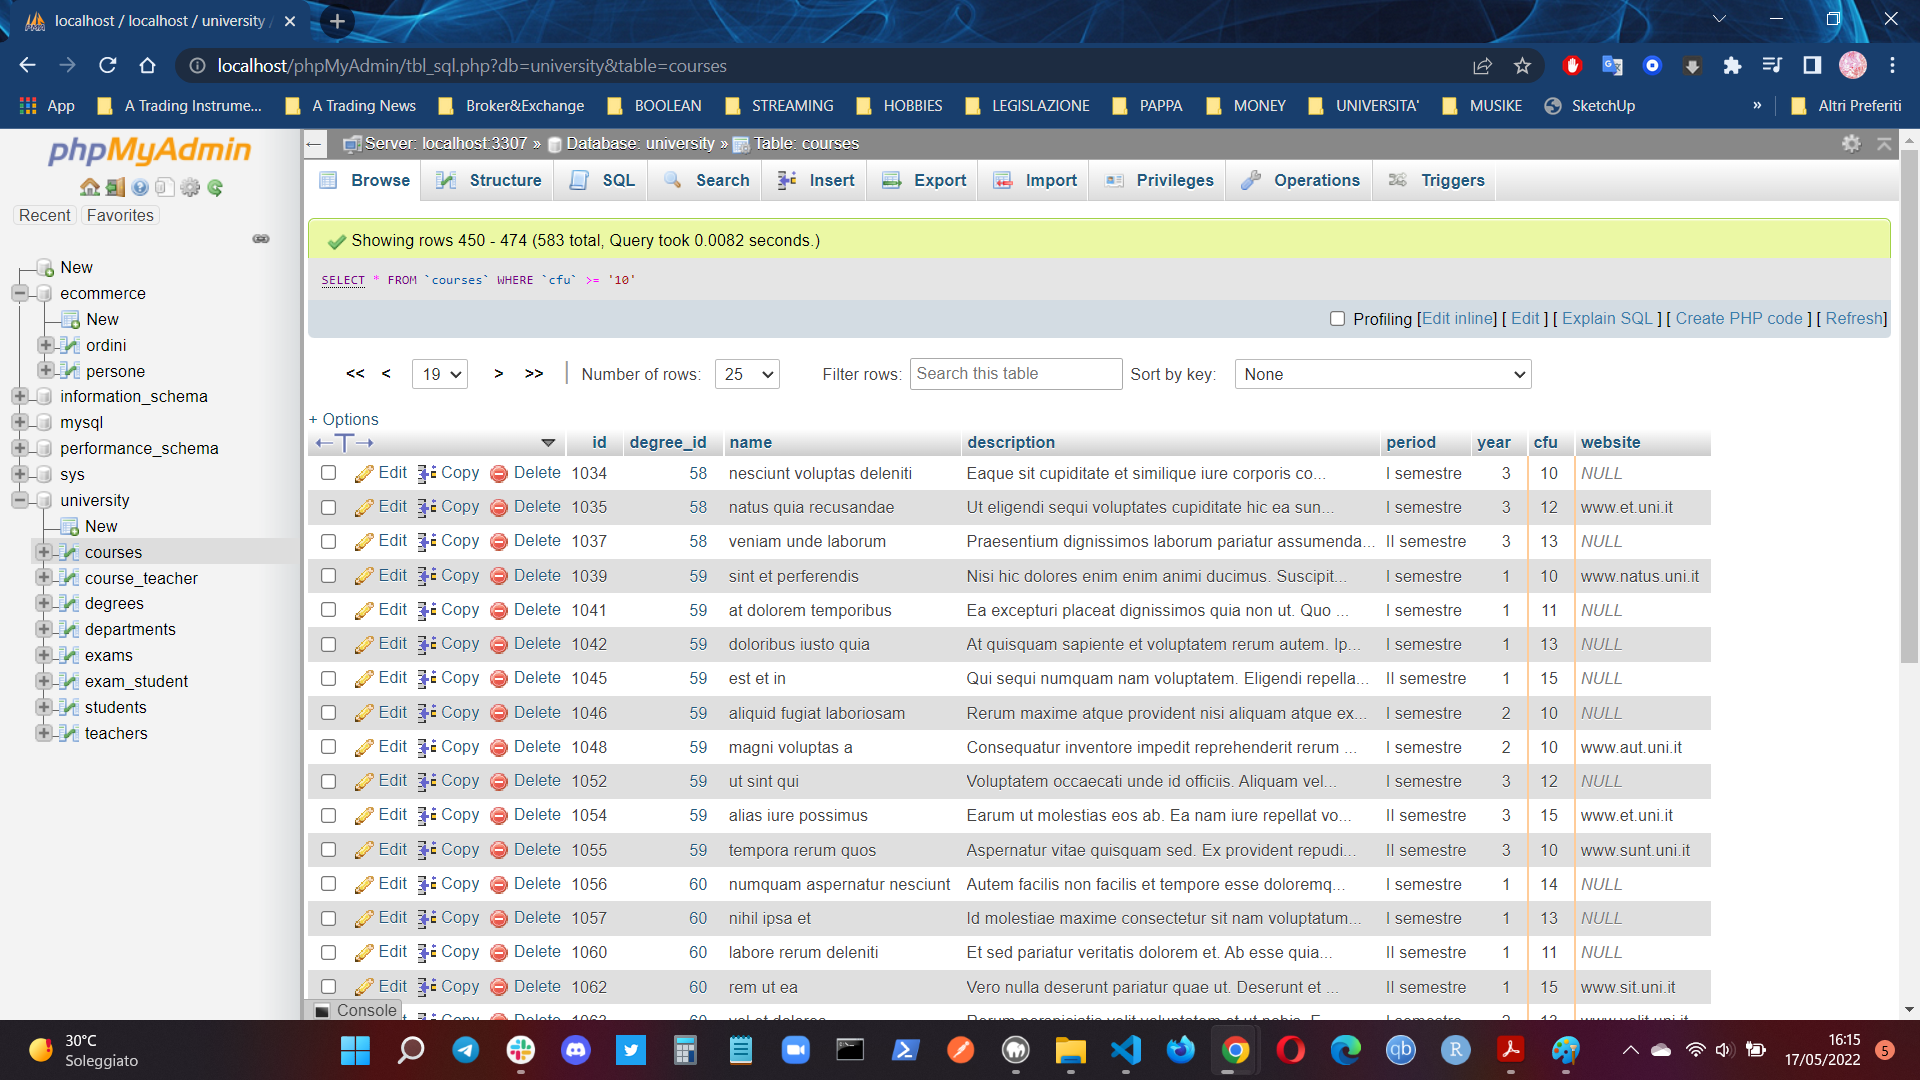 localhost / localhost / university /
localhost/phpMyAdmin/tbl_sql.php?db=university&table=courses
App A Trading Instrume... A Trading News Broker&Exchange BOOLEAN STREAMING HOBBIES LEGISLAZIONE PAPPA MONEY UNIVERSITA' MUSIKE SketchUp » Altri Preferiti
phpMyAdmin
Recent Favorites
New
ecommerce
New
ordini
persone
information_schema
mysql
performance_schema
sys
university
New
courses
course_teacher
degrees
departments
exams
exam_student
students
teachers
Server: localhost:3307 » Database: university » Table: courses
Browse Structure SQL Search Insert Export Import Privileges Operations Triggers
Showing rows 450 - 474 (583 total, Query took 0.0082 seconds.)
SELECT * FROM `courses` WHERE `cfu` >= '10'
Profiling [Edit inline] [ Edit ] [ Explain SQL ] [ Create PHP code ] [ Refresh]
<< < 19 > >> Number of rows: 25 Filter rows: Search this table Sort by key: None
+ Options
id degree_id name description period year cfu website
Edit Copy Delete 1034 58 nesciunt voluptas deleniti Eaque sit cupiditate et similique iure corporis co... I semestre 3 10 NULL
Edit Copy Delete 1035 58 natus quia recusandae Ut eligendi sequi voluptates cupiditate hic ea sun... I semestre 3 12 www.et.uni.it
Edit Copy Delete 1037 58 veniam unde laborum Praesentium dignissimos laborum pariatur assumenda... II semestre 3 13 NULL
Edit Copy Delete 1039 59 sint et perferendis Nisi hic dolores enim enim animi ducimus. Suscipit... I semestre 1 10 www.natus.uni.it
Edit Copy Delete 1041 59 at dolorem temporibus Ea excepturi placeat dignissimos quia non ut. Quo ... I semestre 1 11 NULL
Edit Copy Delete 1042 59 doloribus iusto quia At quisquam sapiente et voluptatem rerum autem. Ip... I semestre 1 13 NULL
Edit Copy Delete 1045 59 est et in Qui sequi numquam nam voluptatem. Eligendi repella... II semestre 1 15 NULL
Edit Copy Delete 1046 59 aliquid fugiat laboriosam Rerum maxime atque provident nisi aliquam atque ex... I semestre 2 10 NULL
Edit Copy Delete 1048 59 magni voluptas a Consequatur inventore impedit reprehenderit rerum ... I semestre 2 10 www.aut.uni.it
Edit Copy Delete 1052 59 ut sint qui Voluptatem occaecati unde id officiis. Aliquam vel... I semestre 3 12 NULL
Edit Copy Delete 1054 59 alias iure possimus Earum ut molestias eos ab. Ea nam iure repellat vo... II semestre 3 15 www.et.uni.it
Edit Copy Delete 1055 59 tempora rerum quos Aspernatur vitae quisquam sed. Ex provident repudi... II semestre 3 10 www.sunt.uni.it
Edit Copy Delete 1056 60 numquam aspernatur nesciunt Autem facilis non facilis et tempore esse doloremq... I semestre 1 14 NULL
Edit Copy Delete 1057 60 nihil ipsa et Id molestiae maxime consectetur sit nam voluptatum... I semestre 1 13 NULL
Edit Copy Delete 1060 60 labore rerum deleniti Et sed pariatur veritatis dolorem et. Ab esse quia... II semestre 1 11 NULL
Edit Copy Delete 1062 60 rem ut ea Vero nulla deserunt pariatur quae ut. Deserunt et ... II semestre 1 15 www.sit.uni.it
Console
30°C
Soleggiato
16:15
17/05/2022
5